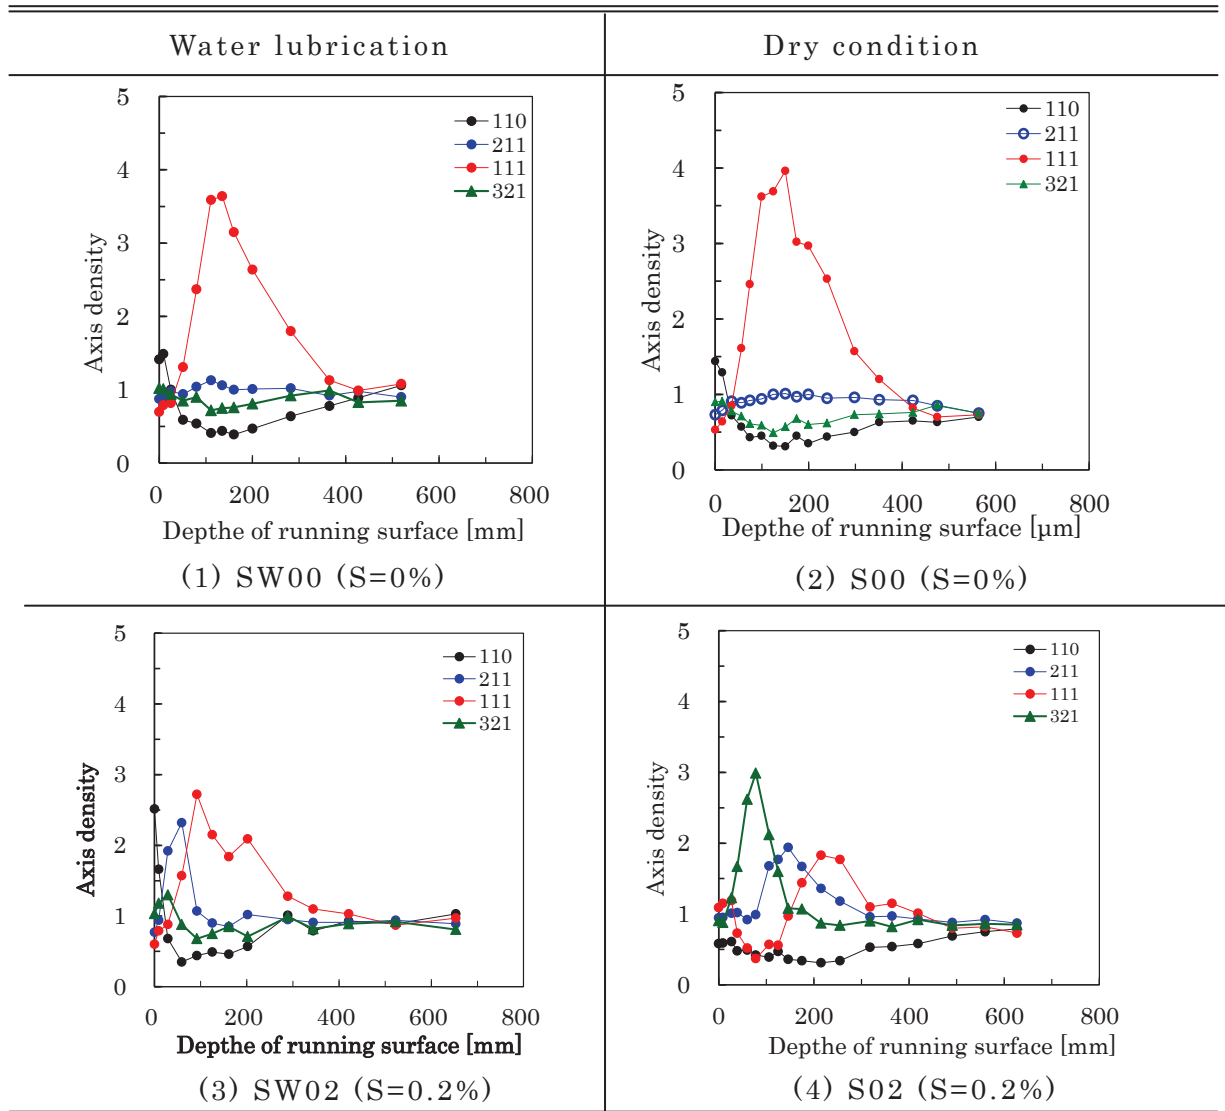 Water lubrication
Dry condition
5
4
3
2
1
0
Axis density
110
211
111
321
0 200 400 600 800
Depthe of running surface [mm]
(1) SW00 (S=0%)
5
4
3
2
1
0
Axis density
110
211
111
321
0 200 400 600 800
Depthe of running surface [µm]
(2) S00 (S=0%)
5
4
3
2
1
0
Axis density
110
211
111
321
0 200 400 600 800
Depthe of running surface [mm]
(3) SW02 (S=0.2%)
5
4
3
2
1
0
Axis density
110
211
111
321
0 200 400 600 800
Depthe of running surface [mm]
(4) S02 (S=0.2%)